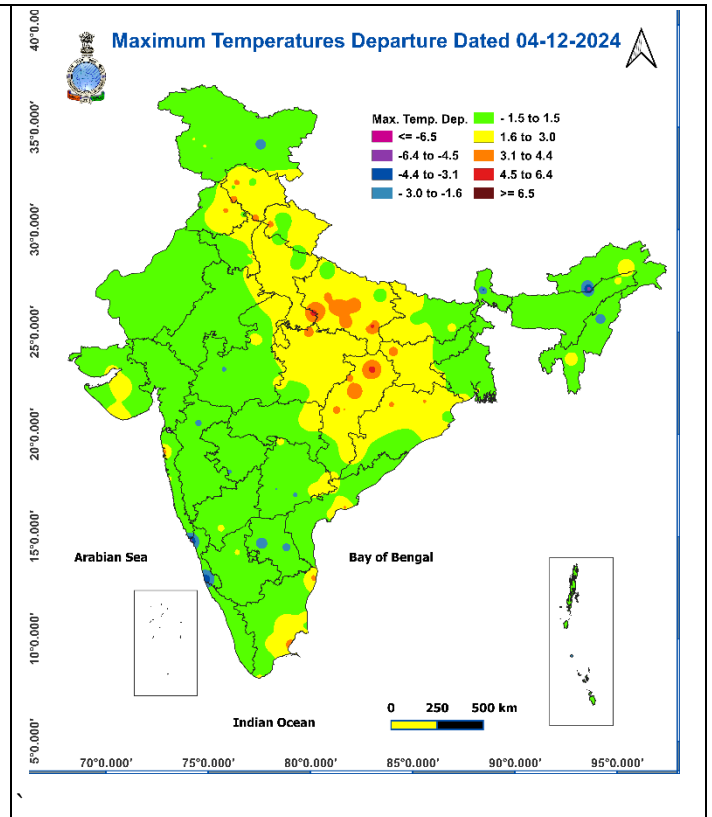 Maximum Temperatures Departure Dated 04-12-2024
Max. Temp. Dep.
<= -6.5
-6.4 to -4.5
-4.4 to -3.1
- 3.0 to -1.6
- 1.5 to 1.5
1.6 to 3.0
3.1 to 4.4
4.5 to 6.4
>= 6.5
40°0.00
35°0.000'
30°0.000'
25°0.000'
20°0.000'
15°0.000'
10°0.000'
5°0.000'
Arabian Sea
Bay of Bengal
Indian Ocean
0 250 500 km
70°0.000' 75°0.000' 80°0.000' 85°0.000' 90°0.000' 95°0.000'
`